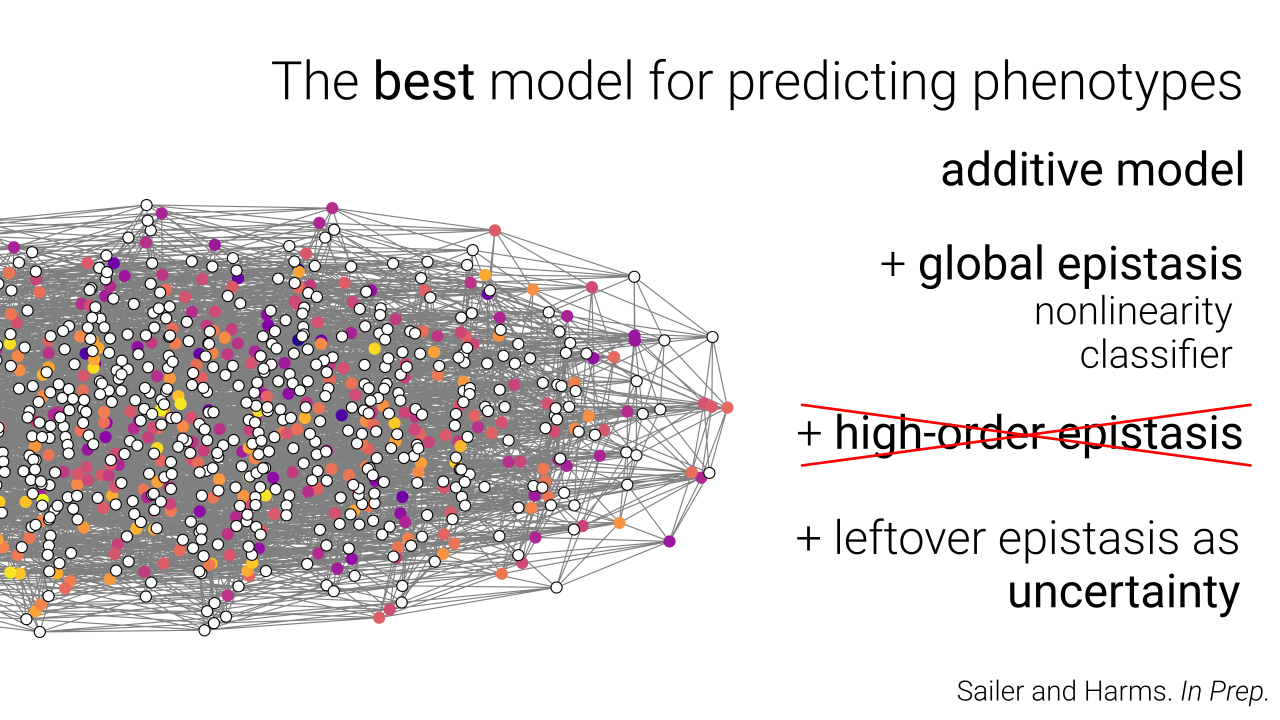 The best model for predicting phenotypes
additive model
+ global epistasis
nonlinearity
classifier
+ high-order epistasis
+ leftover epistasis as
uncertainty
Sailer and Harms. In Prep.